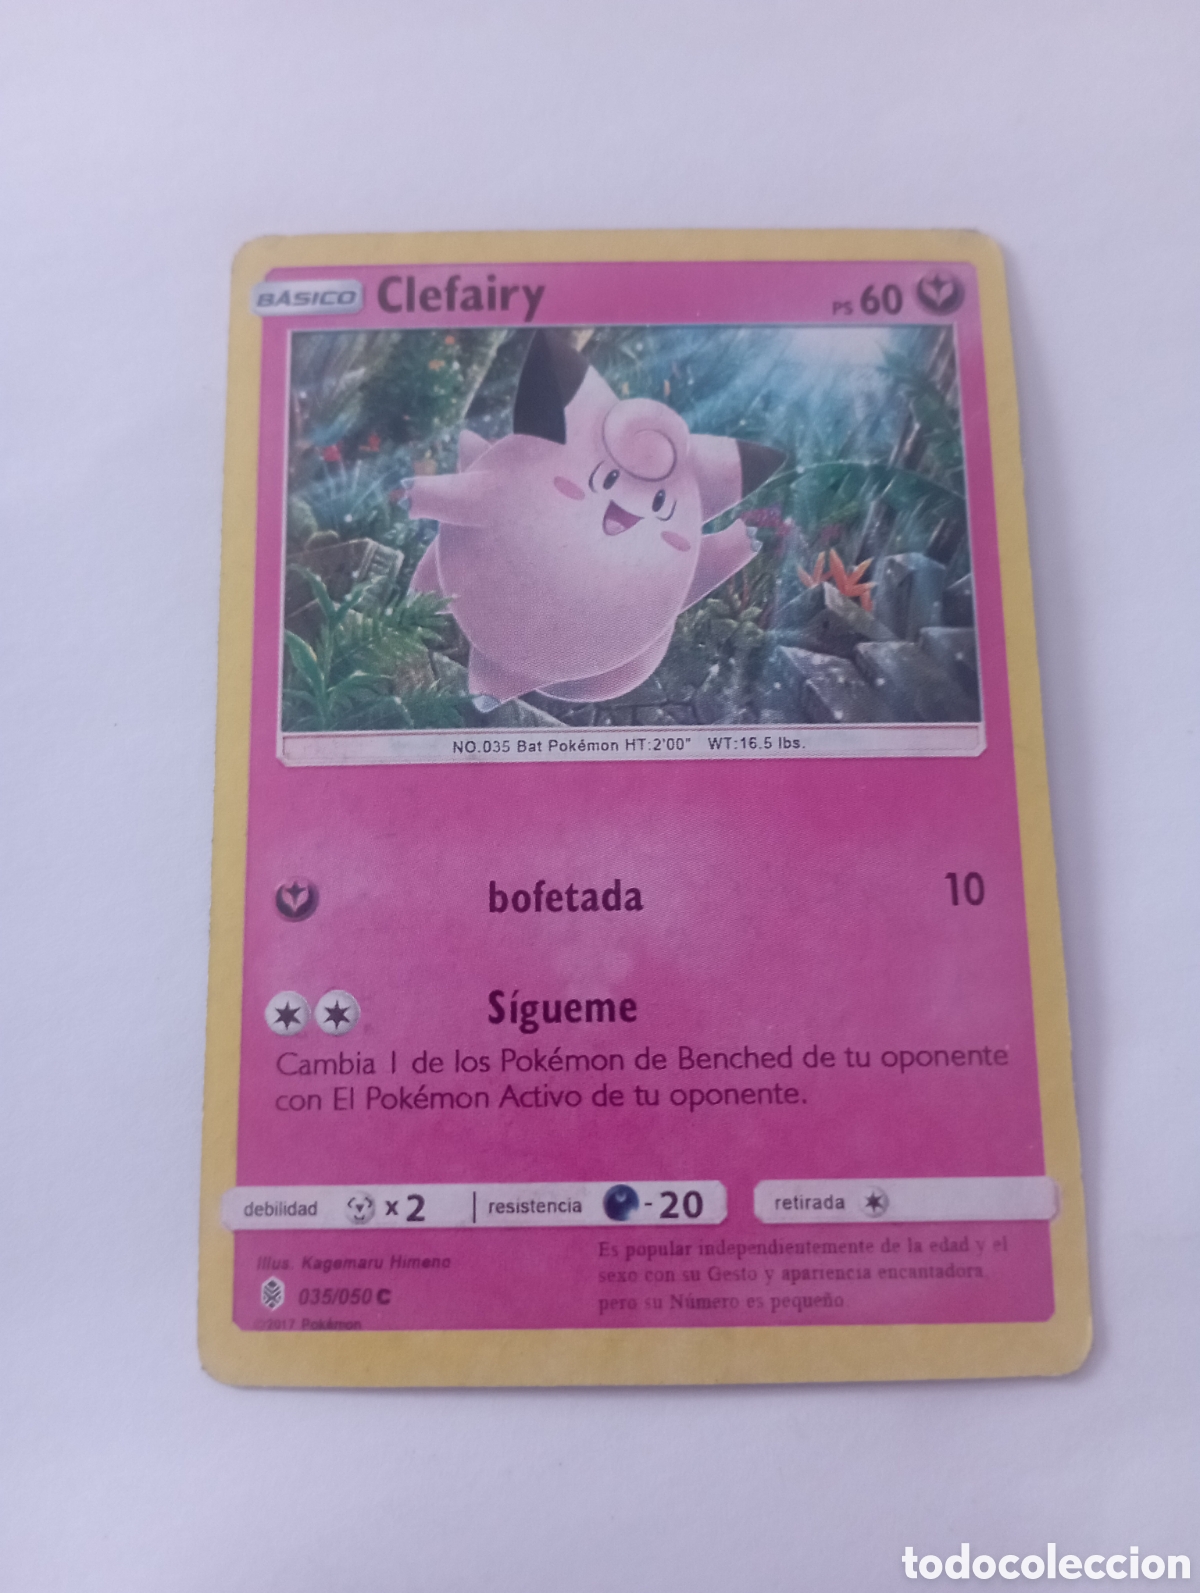 BÁSICO Clefairy PS 60
NO.035 Bat Pokémon HT:2'00" WT:16.5 lbs.
bofetada 10
Sígueme
Cambia 1 de los Pokémon de Benched de tu oponente
con El Pokémon Activo de tu oponente.
debilidad x2 resistencia -20 retirada
Illus. Kagemaru Himeno
Es popular independientemente de la edad y el
sexo con su Gesto y apariencia encantadora,
pero su Número es pequeño.
035/050 C
©2017 Pokémon
todocoleccion